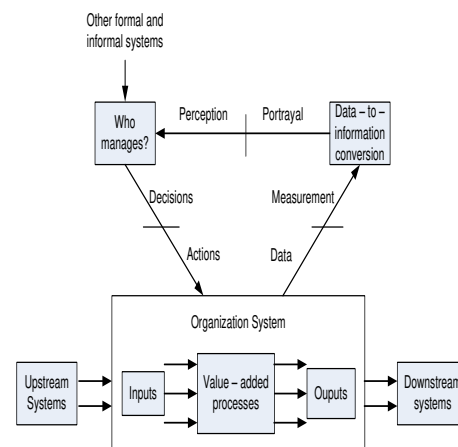 Other formal and
informal systems
Who
manages?
Perception
Portrayal
Data – to –
information
conversion
Decisions
Measurement
Actions
Data
Organization System
Upstream
Systems
Inputs
Value – added
processes
Ouputs
Downstream
systems